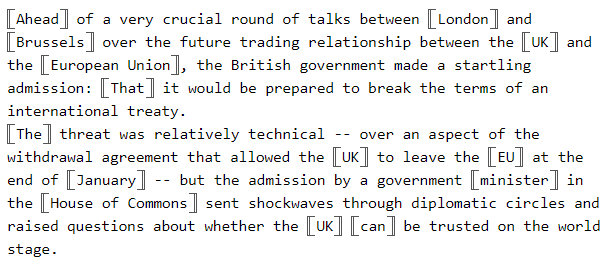 ⟦Ahead⟧ of a very crucial round of talks between ⟦London⟧ and
⟦Brussels⟧ over the future trading relationship between the ⟦UK⟧ and
the ⟦European Union⟧, the British government made a startling
admission: ⟦That⟧ it would be prepared to break the terms of an
international treaty.
⟦The⟧ threat was relatively technical -- over an aspect of the
withdrawal agreement that allowed the ⟦UK⟧ to leave the ⟦EU⟧ at the
end of ⟦January⟧ -- but the admission by a government ⟦minister⟧ in
the ⟦House of Commons⟧ sent shockwaves through diplomatic circles and
raised questions about whether the ⟦UK⟧ ⟦can⟧ be trusted on the world
stage.